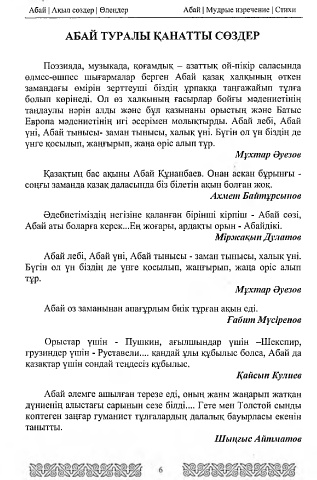 Абай | Ақыл сөздер | Өлеңдер
Абай | Мудрые изречение | Стихи
АБАЙ ТУРАЛЫ ҚАНАТТЫ СӨЗДЕР
Поэзияда, музыкада, қоғамдық – азаттық ой-пікір саласында
өлмес-өшпес шығармалар берген Абай қазақ халқының өткен
замандағы өмірін зерттеуші біздің ұрпаққа таңғажайып тұлға
болып көрінеді. Ол өз халқының ғасырлар бойғы мәдениетінің
таңдаулы нәрін алды және бұл қазынаны орыстың және Батыс
Европа мәдениетінің игі әсерімен молықтырды. Абай лебі, Абай
үні, Абай тынысы- заман тынысы, халық үні. Бүгін ол үн біздің де
үнге қосылып, жаңғырып, жаңа өріс алып тұр.
Мұхтар Әуезов
Қазақтың бас ақыны Абай Құнанбаев. Онан асқан бұрынғы -
соңғы заманда қазақ даласында біз білетін ақын болған жоқ.
Ахмет Байтұрсынов
Әдебиетіміздің негізіне қаланған бірінші кірпіш - Абай сөзі,
Абай аты боларға керек...Ең жоғары, ардақты орын - Абайдікі.
Міржақып Дулатов
Абай лебі, Абай үні, Абай тынысы - заман тынысы, халық үні.
Бүгін ол үн біздің де үнге қосылып, жаңғырып, жаңа өріс алып
тұр.
Мұхтар Әуезов
Абай өз заманынан апағұрлым биік тұрған ақын еді.
Ғабит Мүсірепов
Орыстар үшін - Пушкин, ағылшындар үшін –Шекспир,
грузиндер үшін - Руставели.... қандай ұлы құбылыс болса, Абай да
қазақтар үшін сондай теңдесіз құбылыс.
Қайсып Кулиев
Абай әлемге ашылған терезе еді, оның жаңы жаңарып жатқан
дүниенің алыстағы сарынын сезе білді.... Гете мен Толстой сынды
көптеген заңғар гуманист тұлғалардың далалық бауырласы екенін
танытты.
Шыңғыс Айтматов
6